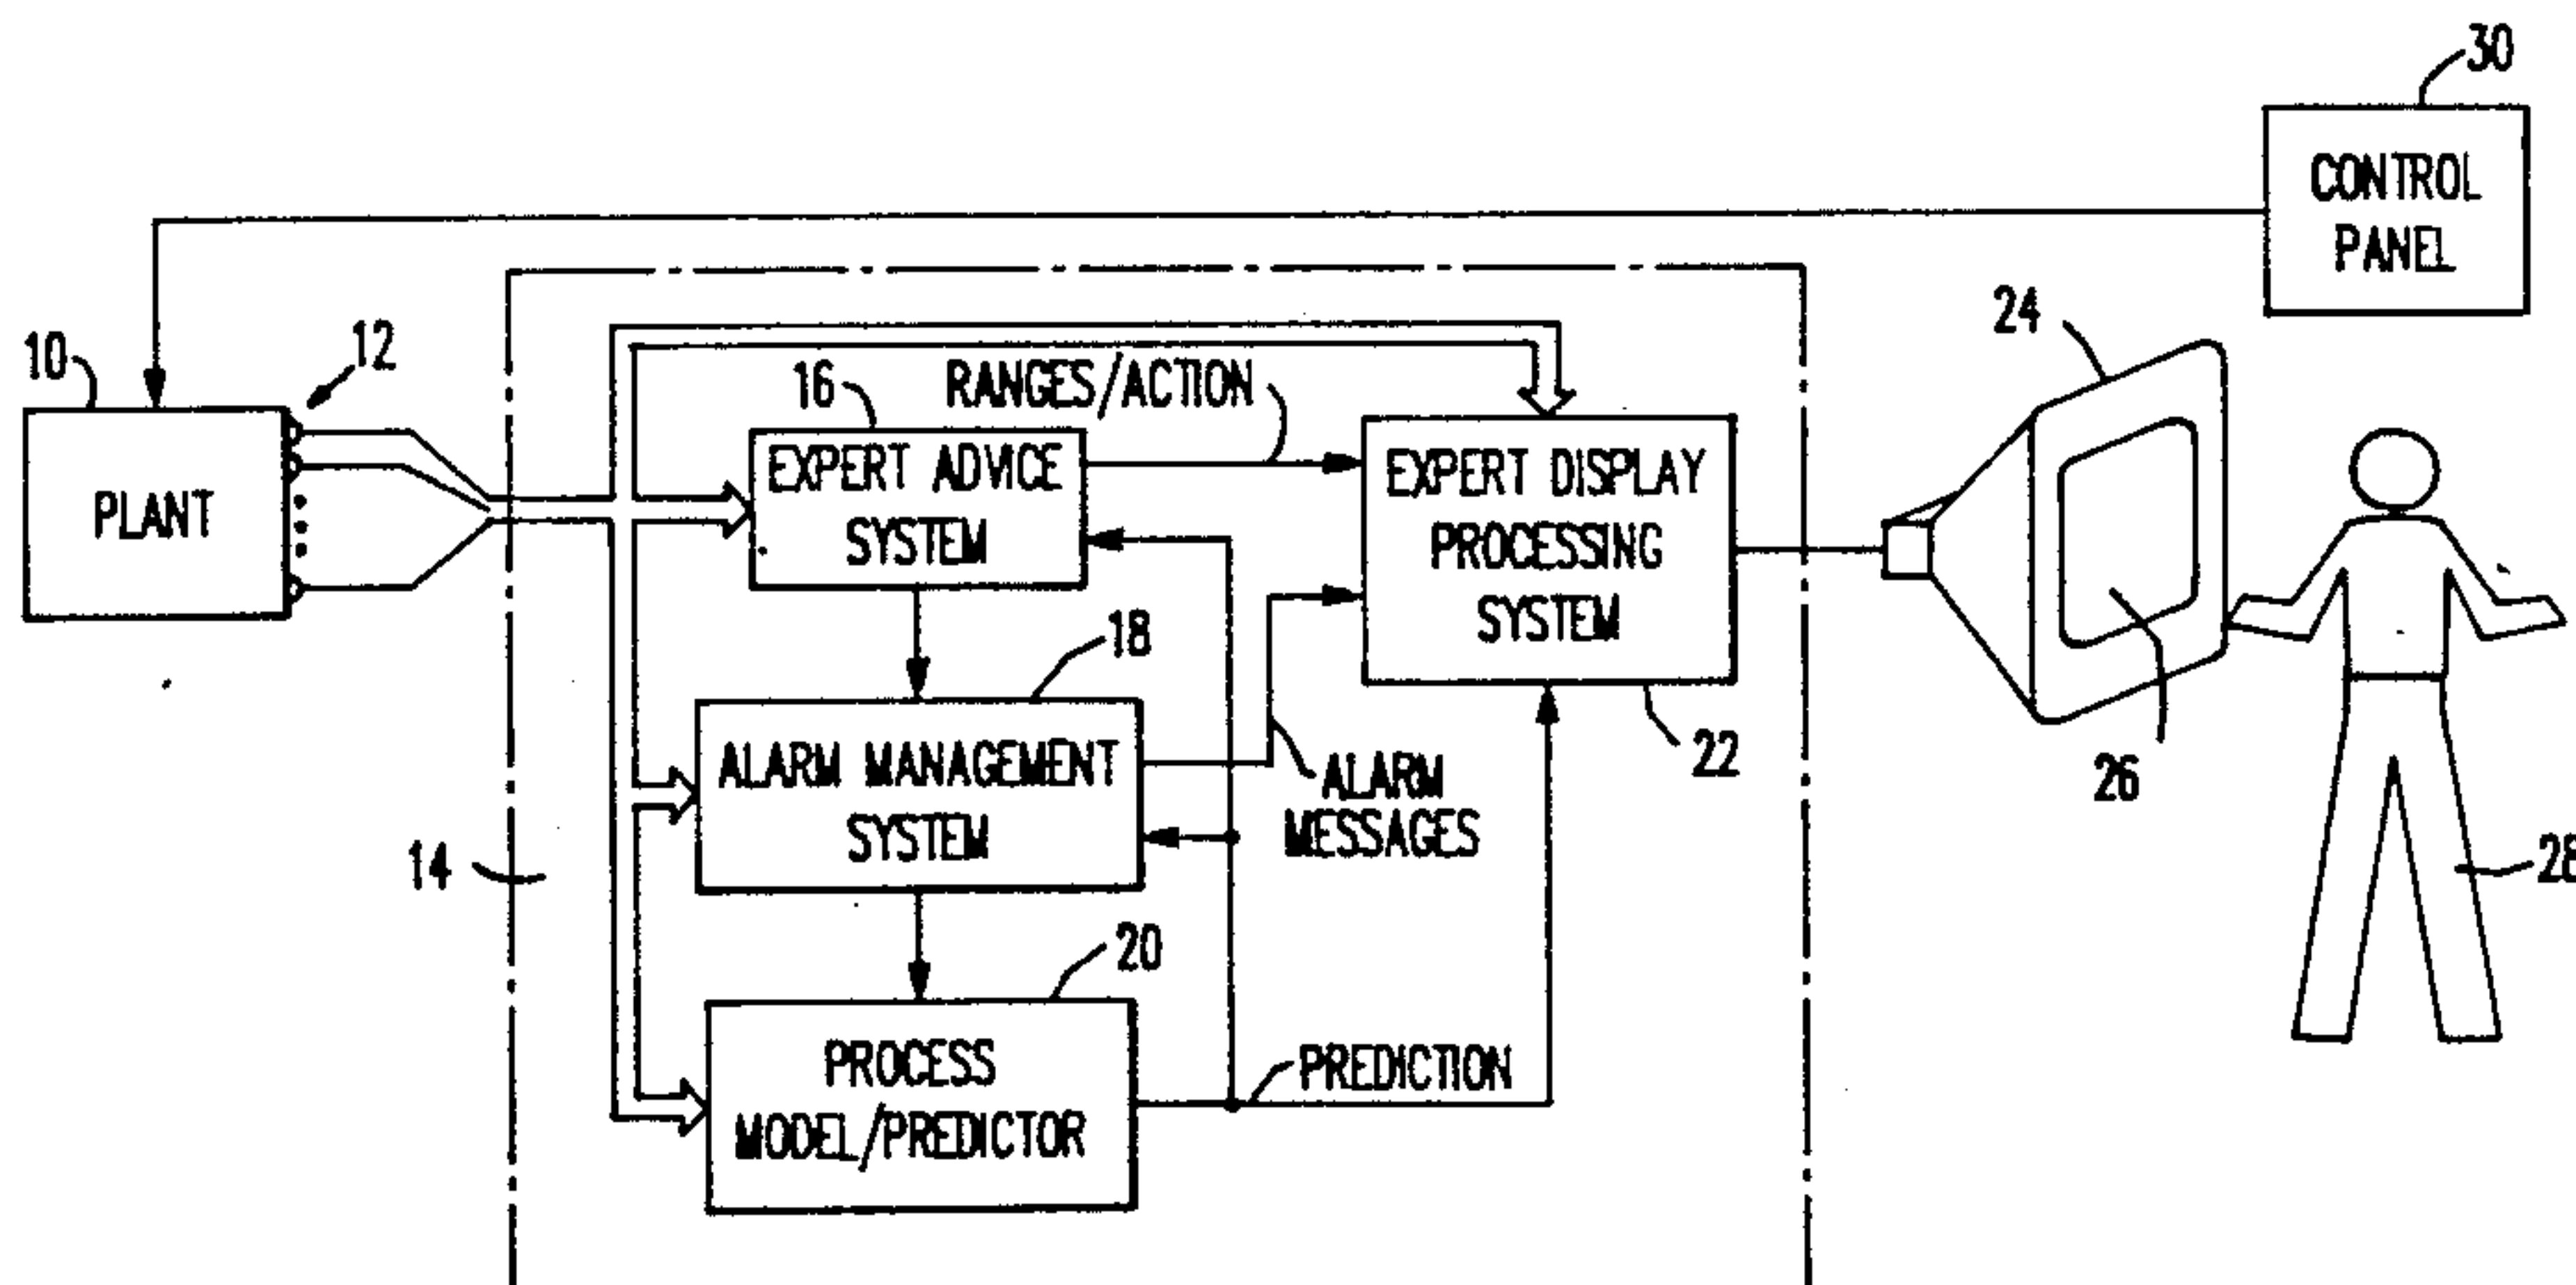 30
CONTROL
PANEL
24
10
12
PLANT
16
RANGES/ACTION
EXPERT ADVICE
SYSTEM
EXPERT DISPLAY
PROCESSING
SYSTEM
18
22
26
ALARM MANAGEMENT
SYSTEM
ALARM
MESSAGES
14
28
20
PROCESS
MODEL/PREDICTOR
PREDICTION